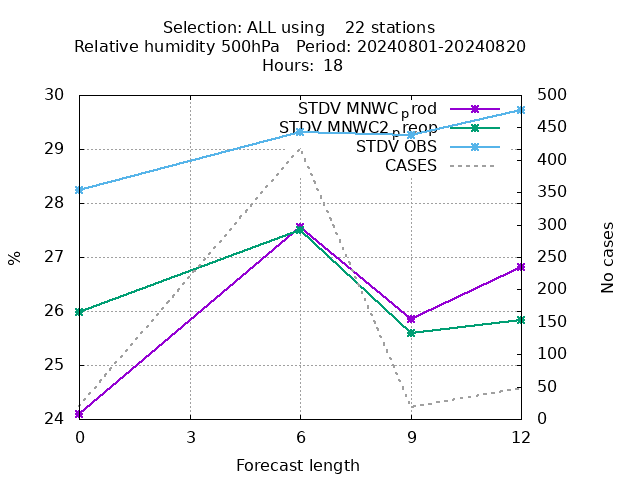 Selection: ALL using    22 stations
Relative humidity 500hPa   Period: 20240801-20240820
Hours: 18
STDV MNWC_prod
STDV MNWC2_preop
STDV OBS
CASES
30
29
28
27
26
25
24
500
450
400
350
300
250
200
150
100
50
0
%
No cases
0 3 6 9 12
Forecast length